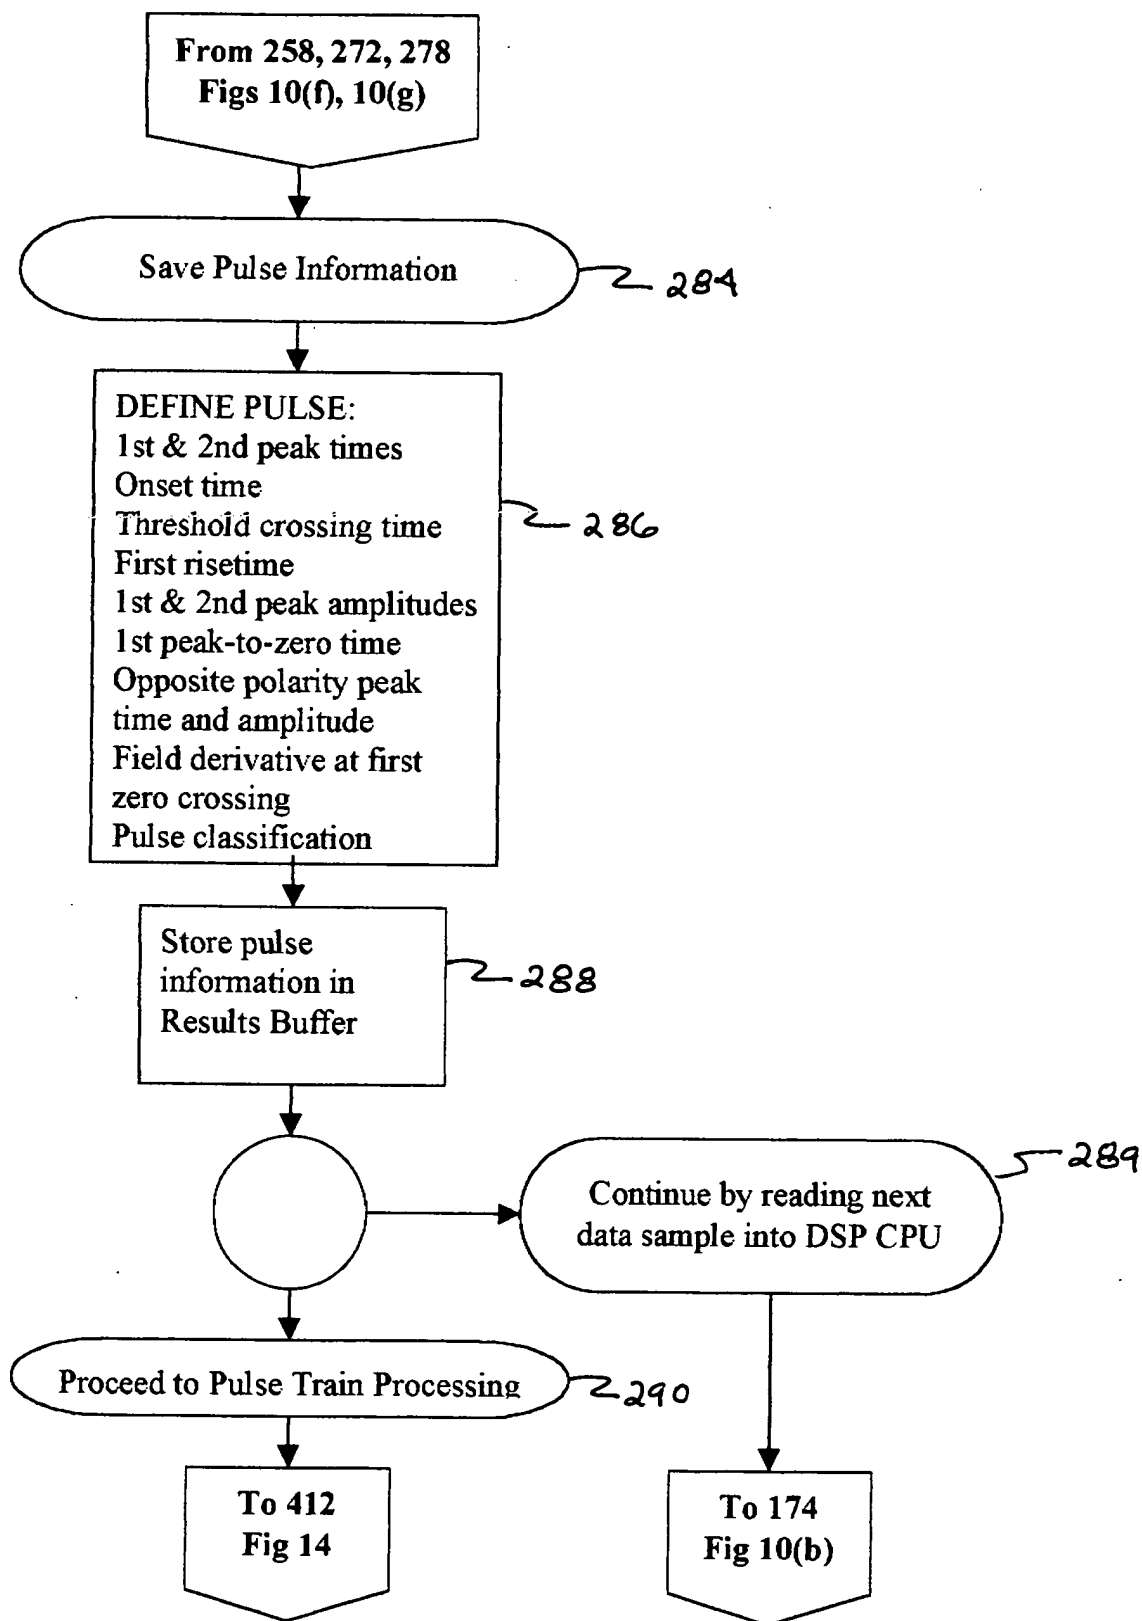 From 258, 272, 278
Figs 10(f), 10(g)
Save Pulse Information
284
DEFINE PULSE:
1st & 2nd peak times
Onset time
Threshold crossing time
First risetime
1st & 2nd peak amplitudes
1st peak-to-zero time
Opposite polarity peak
time and amplitude
Field derivative at first
zero crossing
Pulse classification
286
Store pulse
information in
Results Buffer
288
Continue by reading next
data sample into DSP CPU
289
Proceed to Pulse Train Processing
290
To 412
Fig 14
To 174
Fig 10(b)